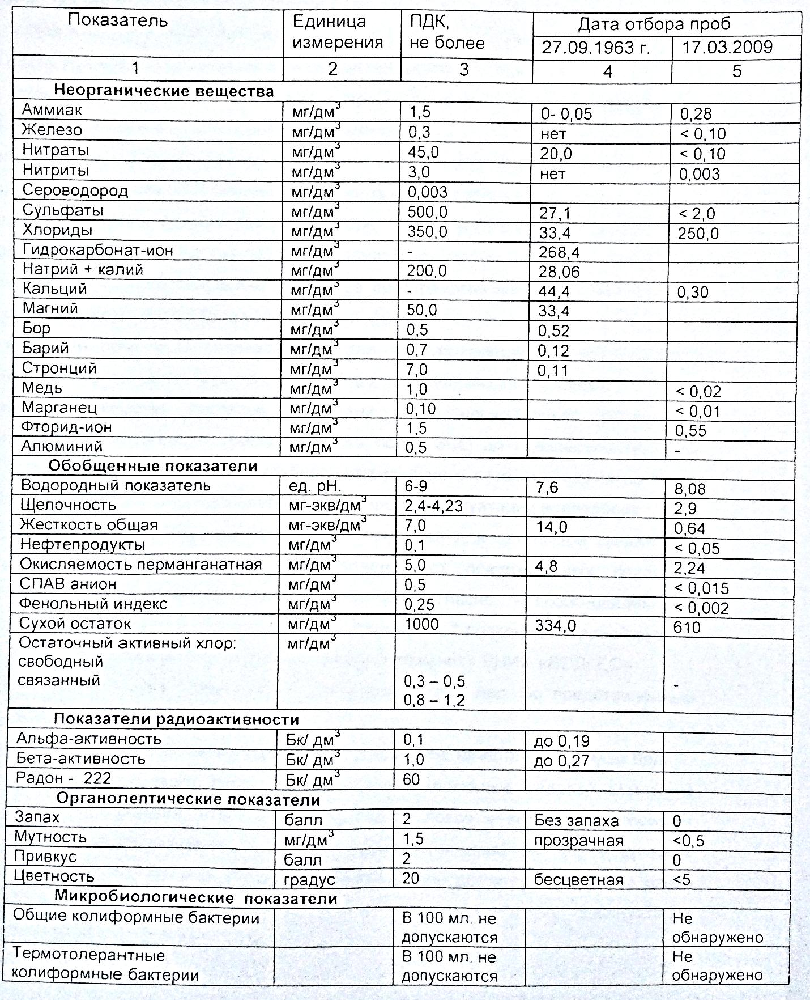 Показатель Единица измерения ПДК, не более Дата отбора проб
27.09.1963 г. 17.03.2009
1 2 3 4 5
Неорганические вещества
Аммиак мг/дм³ 1,5 0- 0,05 0,28
Железо мг/дм³ 0,3 нет < 0,10
Нитраты мг/дм³ 45,0 20,0 < 0,10
Нитриты мг/дм³ 3,0 нет 0,003
Сероводород мг/дм³ 0,003
Сульфаты мг/дм³ 500,0 27,1 < 2,0
Хлориды мг/дм³ 350,0 33,4 250,0
Гидрокарбонат-ион мг/дм³ - 268,4
Натрий + калий мг/дм³ 200,0 28,06
Кальций мг/дм³ - 44,4 0,30
Магний мг/дм³ 50,0 33,4
Бор мг/дм³ 0,5 0,52
Барий мг/дм³ 0,7 0,12
Стронций мг/дм³ 7,0 0,11
Медь мг/дм³ 1,0 < 0,02
Марганец мг/дм³ 0,10 < 0,01
Фторид-ион мг/дм³ 1,5 0,55
Алюминий мг/дм³ 0,5 -
Обобщенные показатели
Водородный показатель ед. рН. 6-9 7,6 8,08
Щелочность мг-экв/дм³ 2,4-4,23 2,9
Жесткость общая мг-экв/дм³ 7,0 14,0 0,64
Нефтепродукты мг/дм³ 0,1 < 0,05
Окисляемость перманганатная мг/дм³ 5,0 4,8 2,24
СПАВ анион мг/дм³ 0,5 < 0,015
Фенольный индекс мг/дм³ 0,25 < 0,002
Сухой остаток мг/дм³ 1000 334,0 610
Остаточный активный хлор: мг/дм³
свободный
связанный 0,3 – 0,5 -
0,8 – 1,2
Показатели радиоактивности
Альфа-активность Бк/ дм³ 0,1 до 0,19
Бета-активность Бк/ дм³ 1,0 до 0,27
Радон - 222 Бк/ дм³ 60
Органолептические показатели
Запах балл 2 Без запаха 0
Мутность мг/дм³ 1,5 прозрачная <0,5
Привкус балл 2 0
Цветность градус 20 бесцветная <5
Микробиологические показатели
Общие колиформные бактерии В 100 мл. не Не
допускаются обнаружено
Термотолерантные В 100 мл. не Не
колиформные бактерии допускаются обнаружено